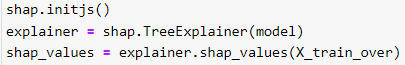 shap.initjs()
explainer = shap.TreeExplainer(model)
shap_values = explainer.shap_values(X_train_over)